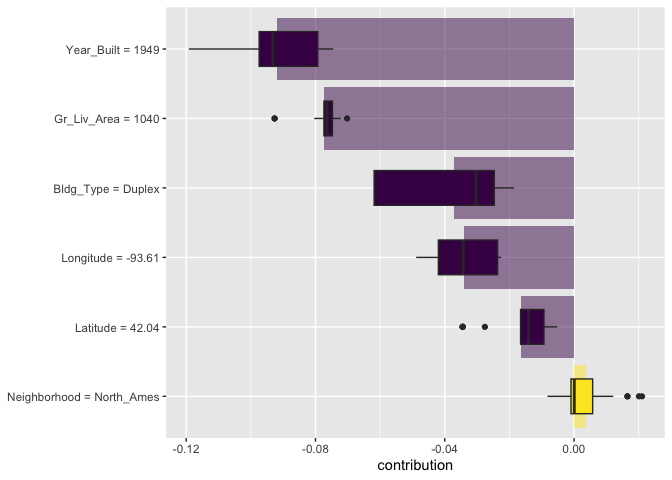 Year_Built = 1949
Gr_Liv_Area = 1040
Bldg_Type = Duplex
Longitude = -93.61
Latitude = 42.04
Neighborhood = North_Ames
-0.12 -0.08 -0.04 0.00
contribution